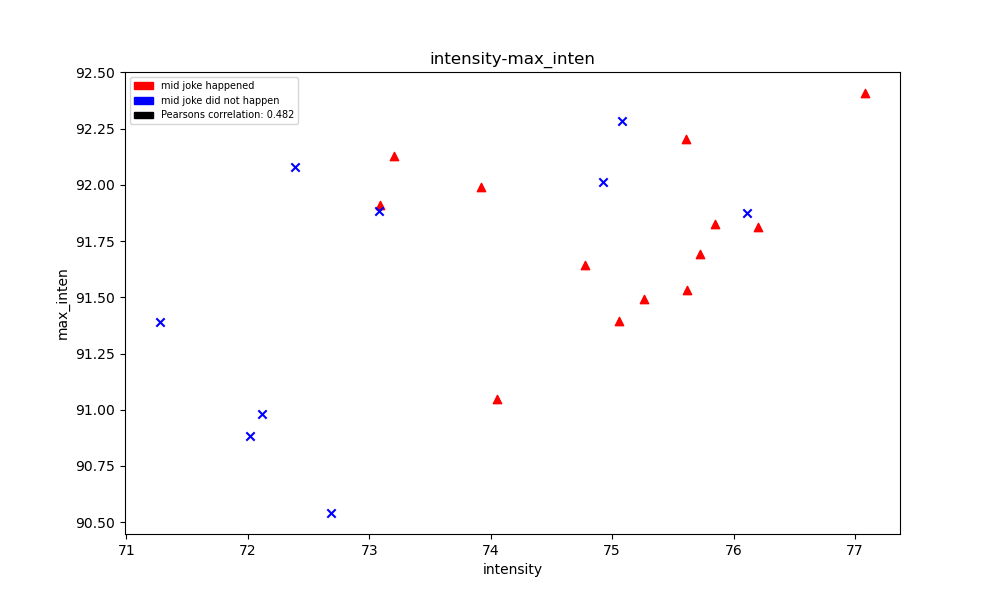 intensity-max_inten
mid joke happened
mid joke did not happen
Pearsons correlation: 0.482
92.50
92.25
92.00
91.75
91.50
91.25
91.00
90.75
90.50
max_inten
71 72 73 74 75 76 77
intensity